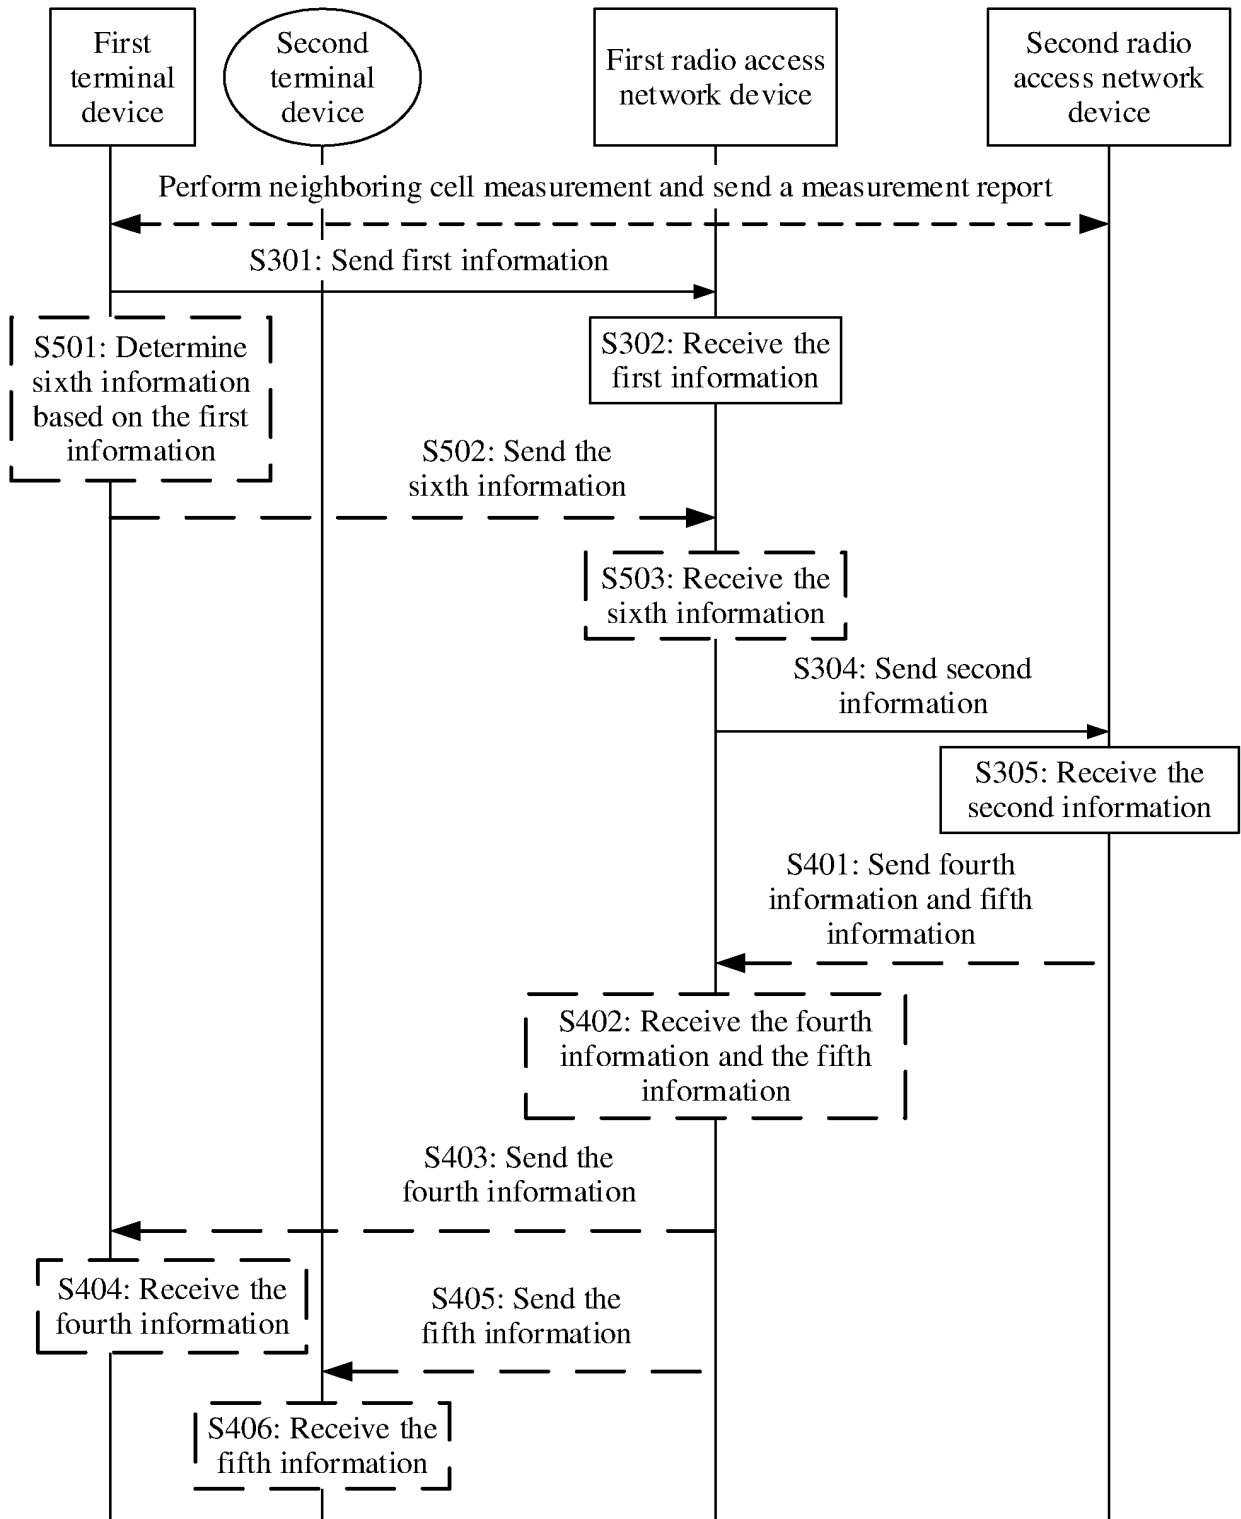 First
terminal
device
Second
terminal
device
First radio access
network device
Second radio
access network
device
Perform neighboring cell measurement and send a measurement report
S301: Send first information
S501: Determine
sixth information
based on the first
information
S302: Receive the
first information
S502: Send the
sixth information
S503: Receive the
sixth information
S304: Send second
information
S305: Receive the
second information
S401: Send fourth
information and fifth
information
S402: Receive the fourth
information and the fifth
information
S403: Send the
fourth information
S404: Receive the
fourth information
S405: Send the
fifth information
S406: Receive the
fifth information